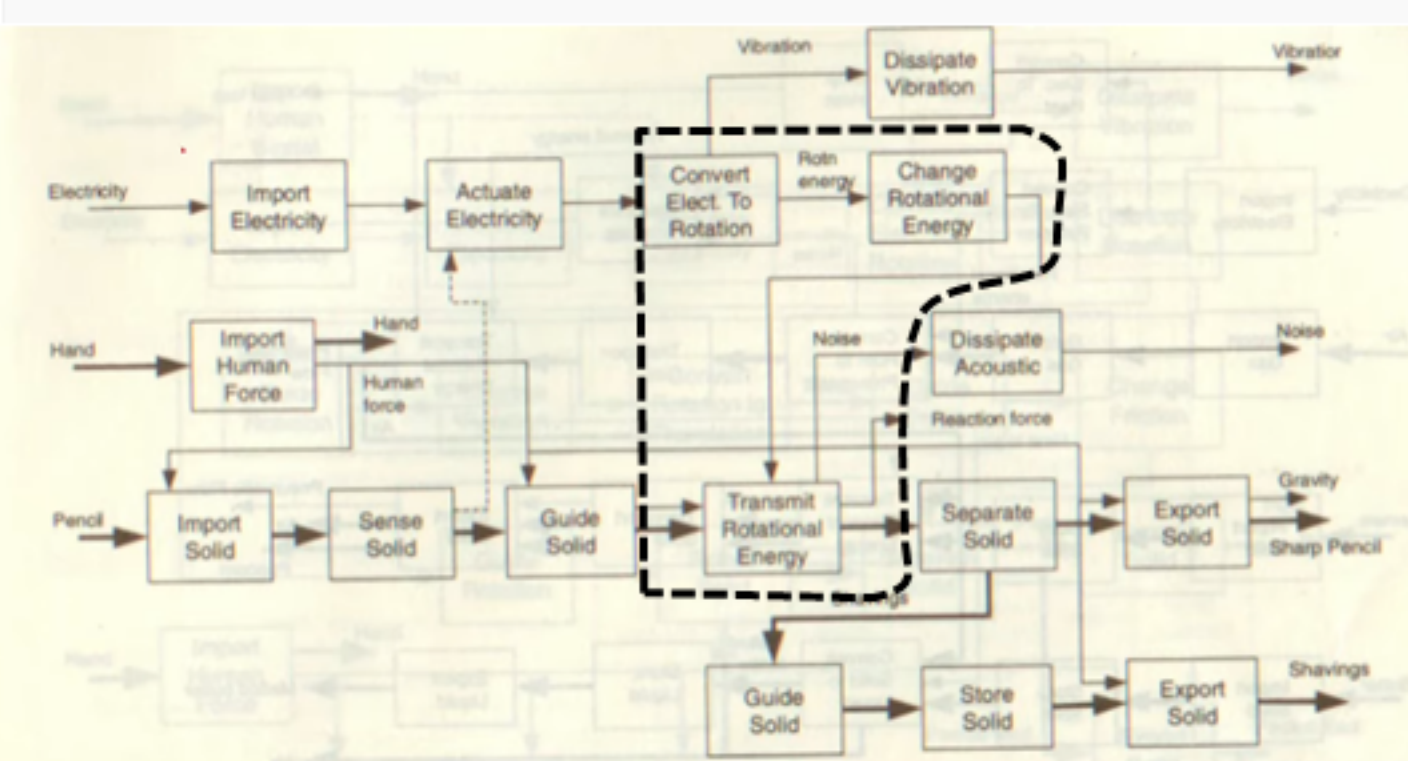 Vibration
Dissipate
Vibration
Vibratior
Electricity
Import
Electricity
Actuate
Electricity
Convert
Elect. To
Rotation
Rotn
energy
Change
Rotational
Energy
Hand
Import
Human
Force
Hand
Human
force
Noise
Dissipate
Acoustic
Noise
Reaction force
Pencil
Import
Solid
Sense
Solid
Guide
Solid
Transmit
Rotational
Energy
Separate
Solid
Export
Solid
Gravity
Sharp Pencil
Shavings
Guide
Solid
Store
Solid
Export
Solid
Shavings